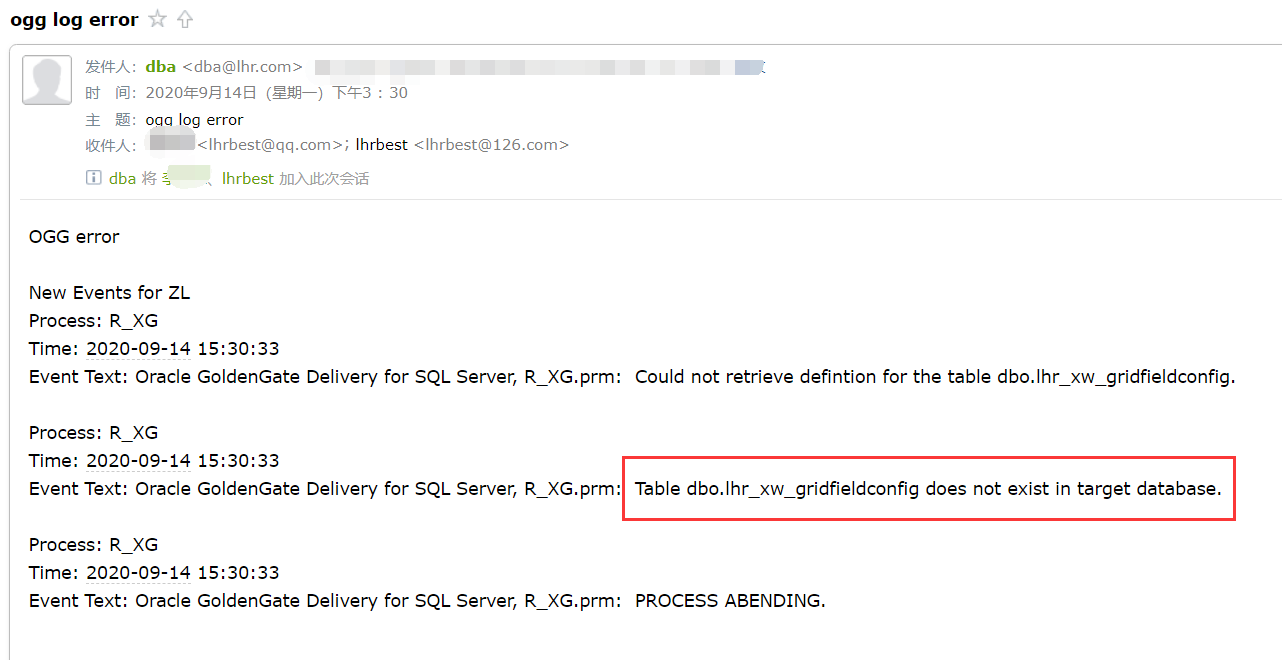 ogg log error
发件人: dba <dba@lhr.com>
时 间: 2020年9月14日 (星期一) 下午3 : 30
主 题: ogg log error
收件人: <lhrbest@qq.com>; lhrbest <lhrbest@126.com>
dba 将 、 lhrbest 加入此次会话
OGG error
New Events for ZL
Process: R_XG
Time: 2020-09-14 15:30:33
Event Text: Oracle GoldenGate Delivery for SQL Server, R_XG.prm: Could not retrieve defintion for the table dbo.lhr_xw_gridfieldconfig.
Process: R_XG
Time: 2020-09-14 15:30:33
Event Text: Oracle GoldenGate Delivery for SQL Server, R_XG.prm: Table dbo.lhr_xw_gridfieldconfig does not exist in target database.
Process: R_XG
Time: 2020-09-14 15:30:33
Event Text: Oracle GoldenGate Delivery for SQL Server, R_XG.prm: PROCESS ABENDING.